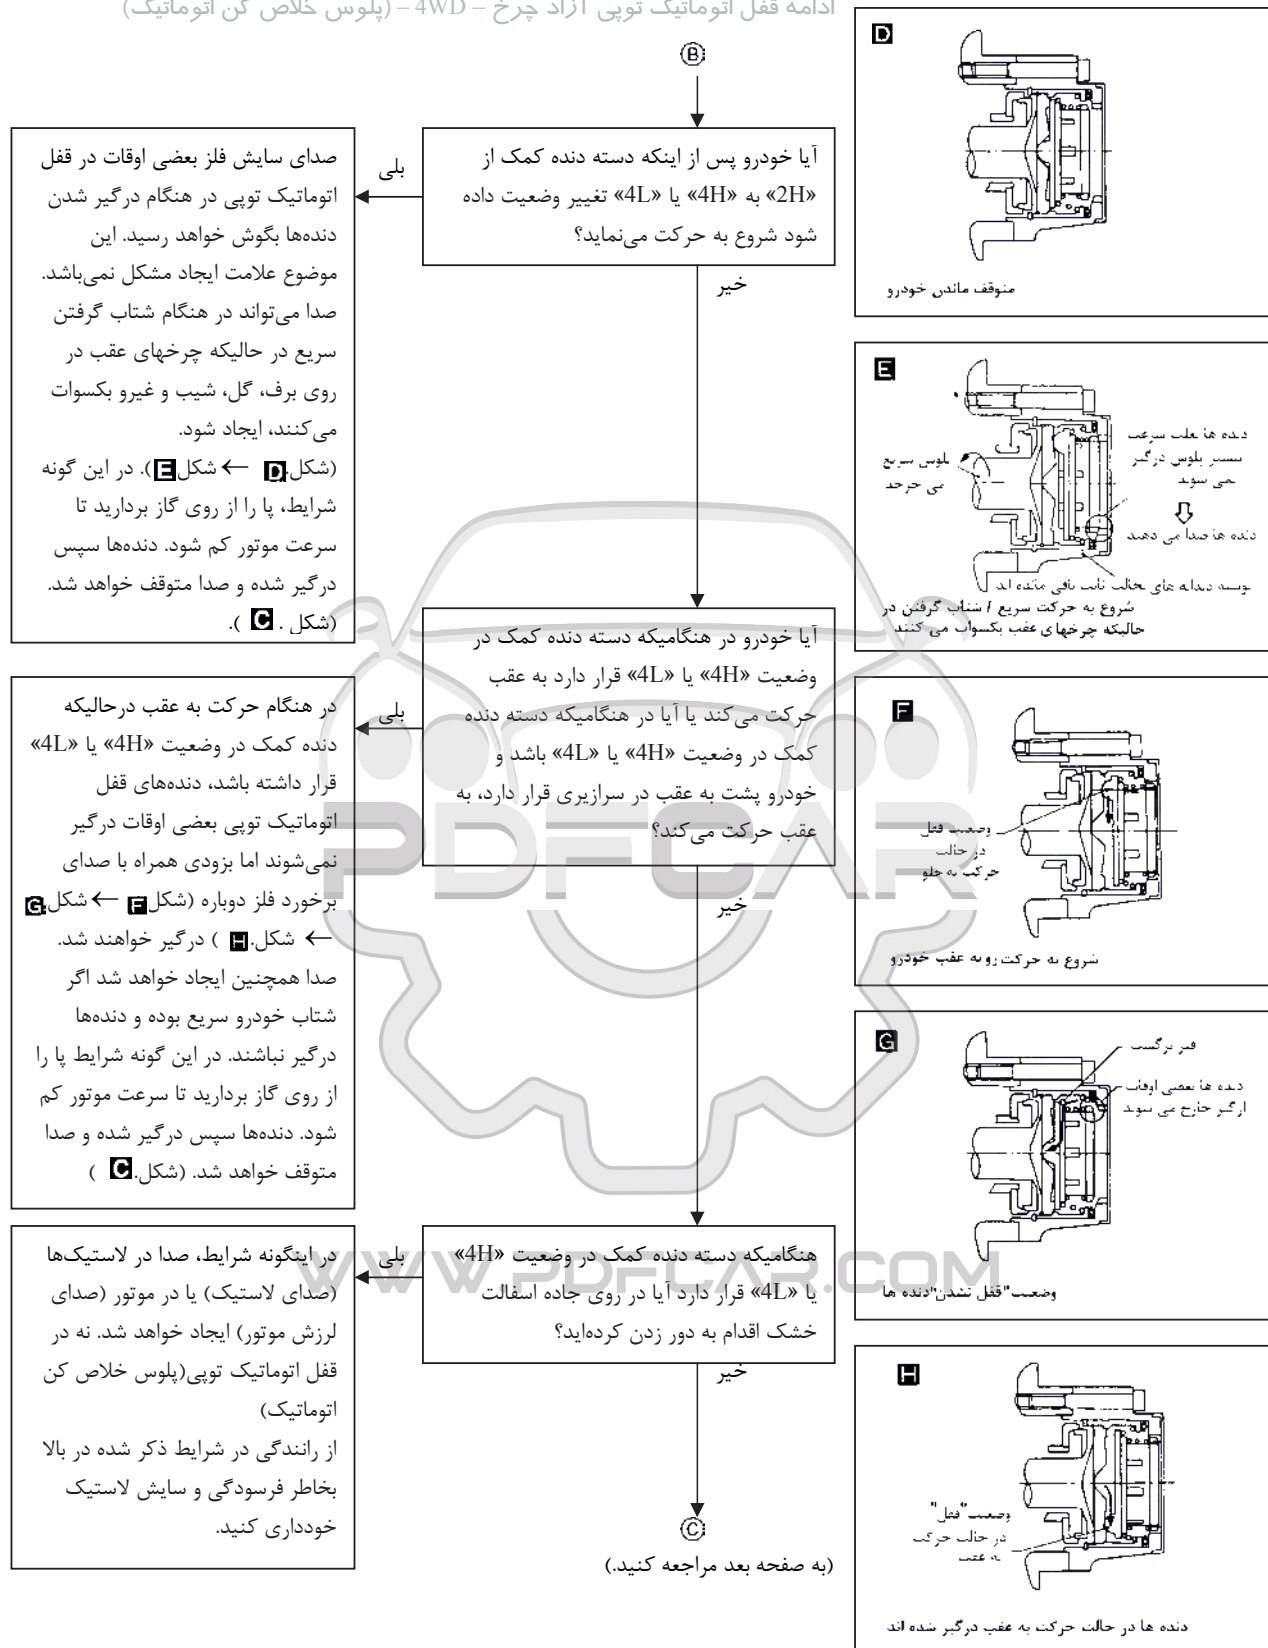 ادامه قفل اتوماتیک توپی آزاد چرخ – 4WD – (پلوس خلاص کن اتوماتیک)
B
آیا خودرو پس از اینکه دسته دنده کمک از
«2H» به «4H» یا «4L» تغییر وضعیت داده
شود شروع به حرکت می‌نماید؟
بلی
صدای سایش فلز بعضی اوقات در قفل
اتوماتیک توپی در هنگام درگیر شدن
دنده‌ها بگوش خواهد رسید. این
موضوع علامت ایجاد مشکل نمی‌باشد.
صدا می‌تواند در هنگام شتاب گرفتن
سریع در حالیکه چرخهای عقب در
روی برف، گل، شیب و غیرو بکسوات
می‌کنند، ایجاد شود.
(شکل.D ← شکلE). در این گونه
شرایط، پا را از روی گاز بردارید تا
سرعت موتور کم شود. دنده‌ها سپس
درگیر شده و صدا متوقف خواهد شد.
(شکل . C ).
خیر
آیا خودرو در هنگامیکه دسته دنده کمک در
وضعیت «4H» یا «4L» قرار دارد به عقب
حرکت می‌کند یا آیا در هنگامیکه دسته دنده
کمک در وضعیت «4H» یا «4L» باشد و
خودرو پشت به عقب در سرازیری قرار دارد، به
عقب حرکت می‌کند؟
بلی
در هنگام حرکت به عقب درحالیکه
دنده کمک در وضعیت «4H» یا «4L»
قرار داشته باشد، دنده‌های قفل
اتوماتیک توپی بعضی اوقات درگیر
نمی‌شوند اما بزودی همراه با صدای
برخورد فلز دوباره (شکلF ← شکل.G
← شکل.H ) درگیر خواهند شد.
صدا همچنین ایجاد خواهد شد اگر
شتاب خودرو سریع بوده و دنده‌ها
درگیر نباشند. در این گونه شرایط پا را
از روی گاز بردارید تا سرعت موتور کم
شود. دنده‌ها سپس درگیر شده و صدا
متوقف خواهد شد. (شکل.C )
خیر
هنگامیکه دسته دنده کمک در وضعیت «4H»
یا «4L» قرار دارد آیا در روی جاده اسفالت
خشک اقدام به دور زدن کرده‌اید؟
بلی
در اینگونه شرایط، صدا در لاستیک‌ها
(صدای لاستیک) یا در موتور (صدای
لرزش موتور) ایجاد خواهد شد. نه در
قفل اتوماتیک توپی(پلوس خلاص کن
اتوماتیک)
از رانندگی در شرایط ذکر شده در بالا
بخاطر فرسودگی و سایش لاستیک
خودداری کنید.
خیر
C
(به صفحه بعد مراجعه کنید.)
D
متوقف ماندن خودرو
E
دنده ها بعلت سرعت
بیشتر پلوس درگیر
نمی شوند
دنده ها صدا می دهند
پلوس سریع
می چرخد
بحالت ثابت باقی مانده اند
شروع به حرکت سریع / شتاب گرفتن در
حالیکه چرخهای عقب بکسوات می کنند
F
وضعیت قفل
در حالت
حرکت به جلو
شروع به حرکت رو به عقب خودرو
G
فنر برگشت
دنده ها بعضی اوقات
ازگیر خارج می شوند
وضعیت "قفل نشدن" دنده ها
H
وضعیت "قفل"
در حالت حرکت
به عقب
دنده ها در حالت حرکت به عقب درگیر شده اند
PDFCAR
WWW.PDFCAR.COM